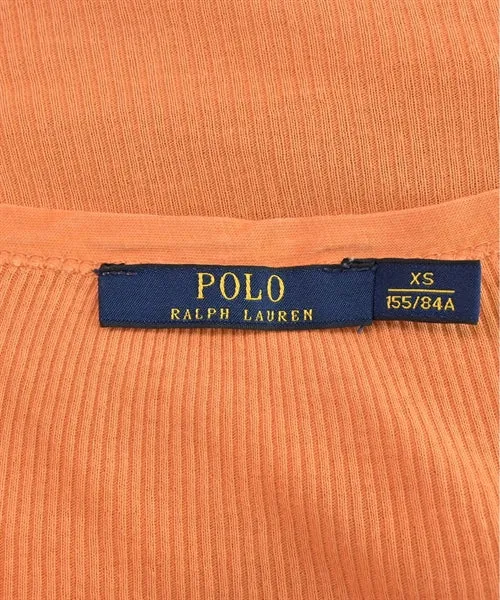 POLO
RALPH LAUREN
XS
155/84A